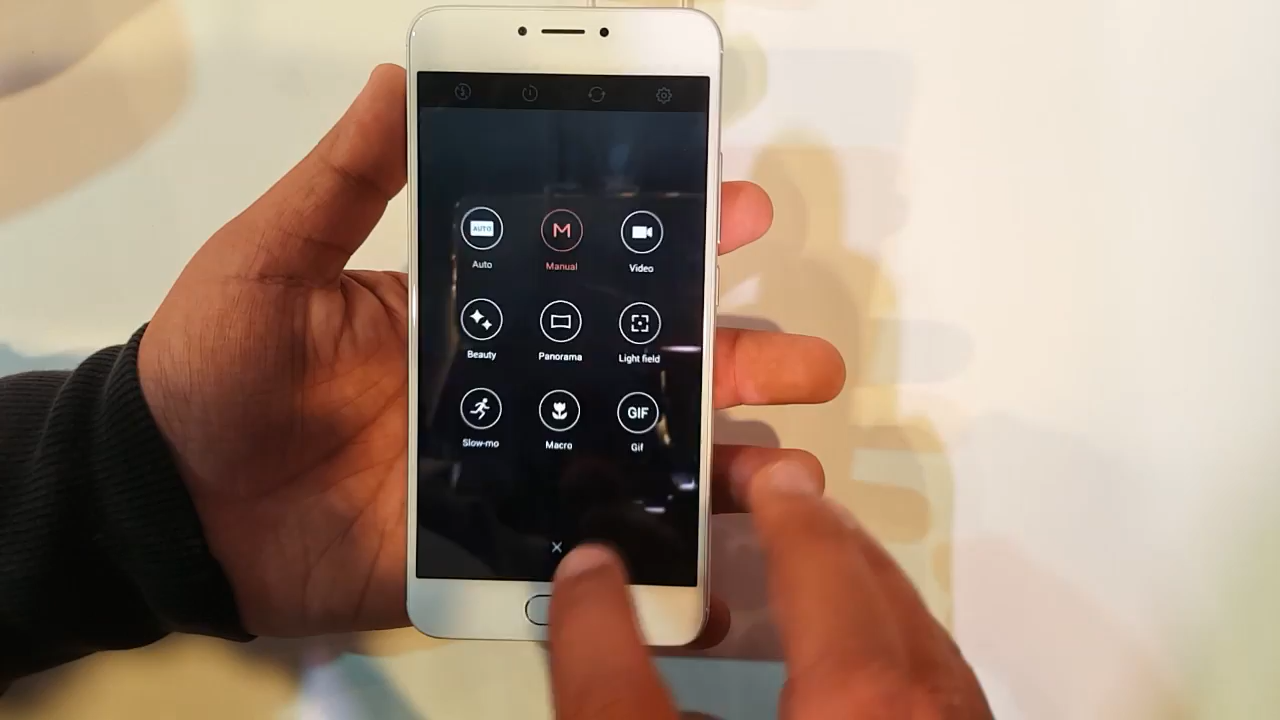 AUTO
M
Auto
Manual
Video
Beauty
Panorama
Light field
GIF
Slow-mo
Macro
Gif